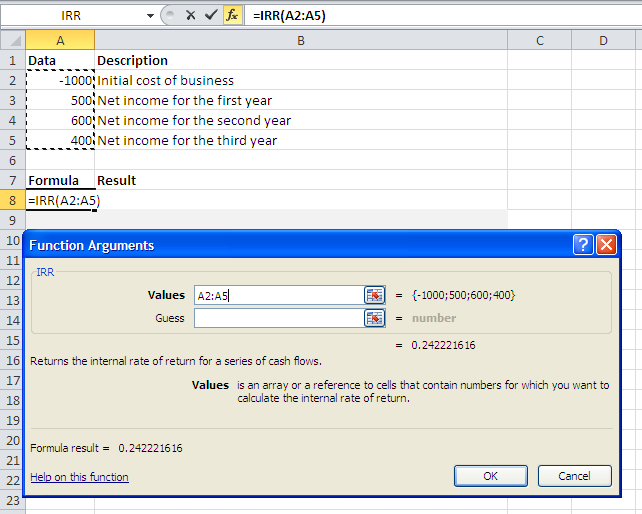 IRR fx =IRR(A2:A5)
A B C D
1 Data Description
2 -1000 Initial cost of business
3 500 Net income for the first year
4 600 Net income for the second year
5 400 Net income for the third year
6
7 Formula Result
8 =IRR(A2:A5)
9
10 Function Arguments ?
11
12 IRR
13 Values A2:A5 = {-1000;500;600;400}
14 Guess = number
15 = 0.242221616
16 Returns the internal rate of return for a series of cash flows.
17 Values is an array or a reference to cells that contain numbers for which you want to
18 calculate the internal rate of return.
19
20 Formula result = 0.242221616
21
22 Help on this function OK Cancel
23